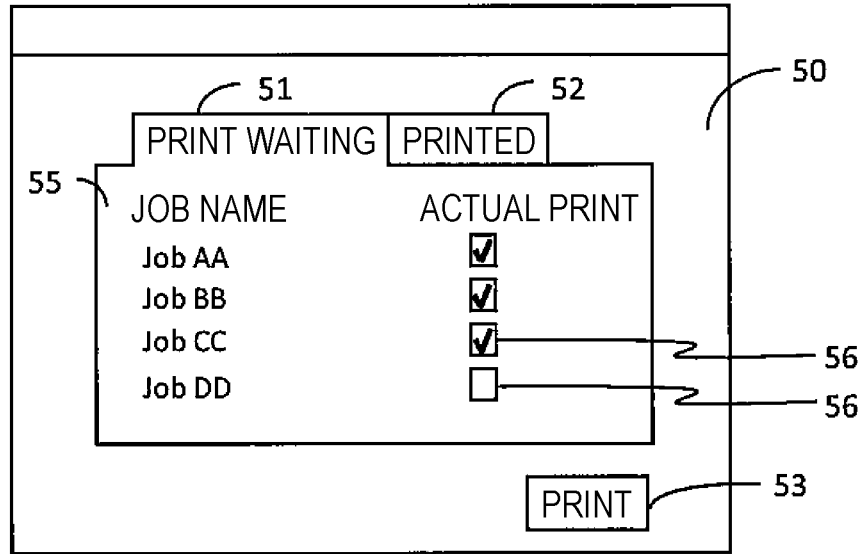 50
51 52
PRINT WAITING PRINTED
55
JOB NAME ACTUAL PRINT
Job AA
Job BB
Job CC
56
Job DD
56
PRINT 53